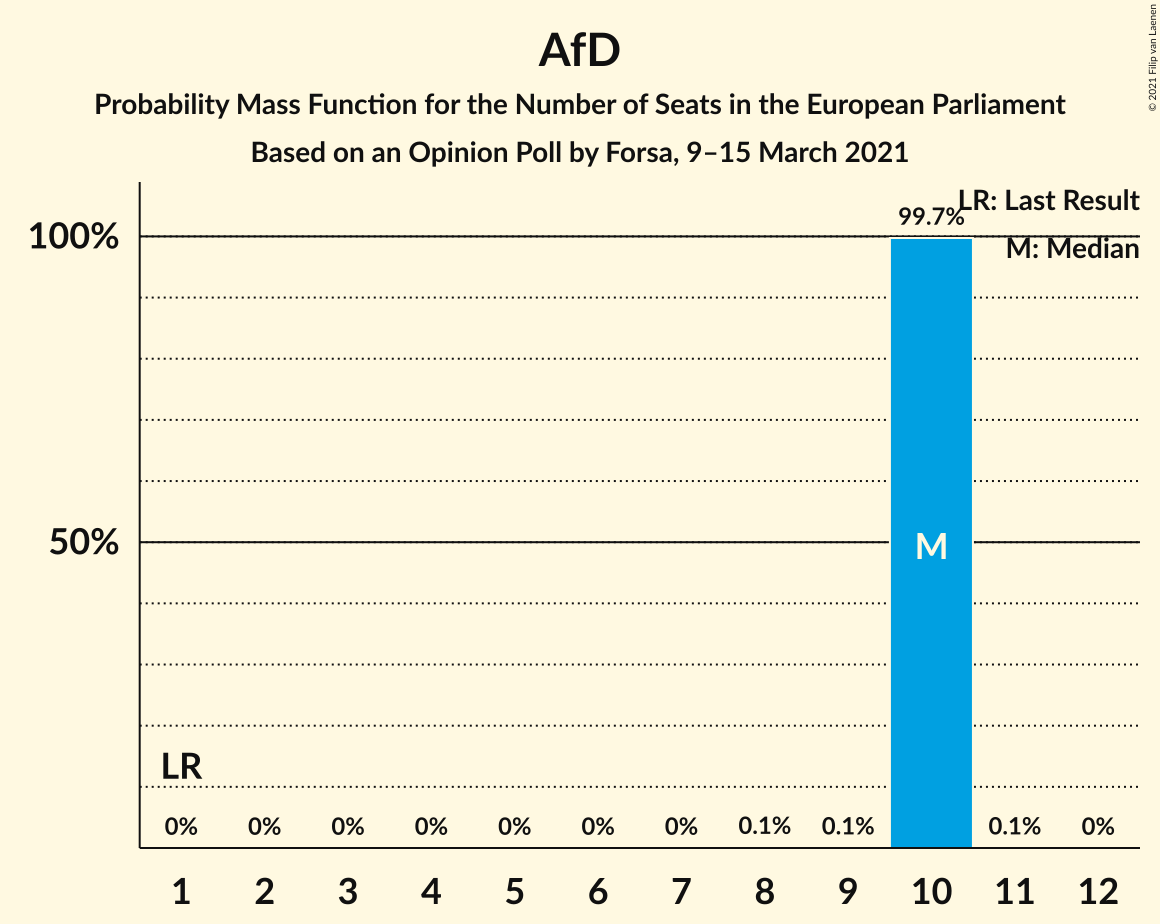 AfD
Probability Mass Function for the Number of Seats in the European Parliament
Based on an Opinion Poll by Forsa, 9–15 March 2021
© 2021 Filip van Laenen
LR: Last Result
M: Median
99.7%
100%
50%
M
LR
0% 0% 0% 0% 0% 0% 0% 0.1% 0.1% 0.1% 0%
1 2 3 4 5 6 7 8 9 10 11 12